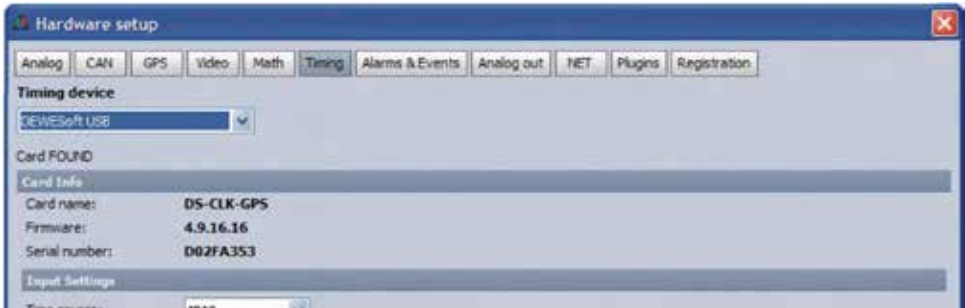 Hardware setup
Analog CAN GPS Video Math Timing Alarms & Events Analog out NET Plugins Registration
Timing device
DEWESoft USB
Card FOUND
Card Info
Card name: DS-CLK-GPS
Firmware: 4.9.16.16
Serial number: D02FA353
Input Settings